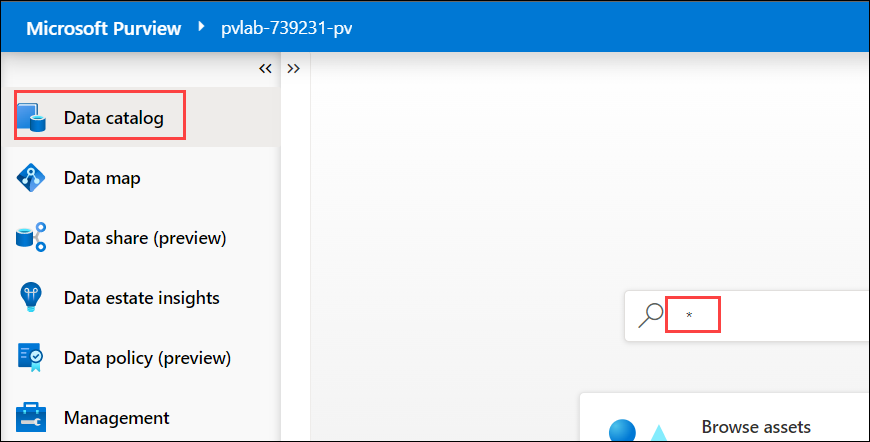 Microsoft Purview pvlab-739231-pv
Data catalog
Data map
Data share (preview)
Data estate insights
Data policy (preview)
Management
*
Browse assets